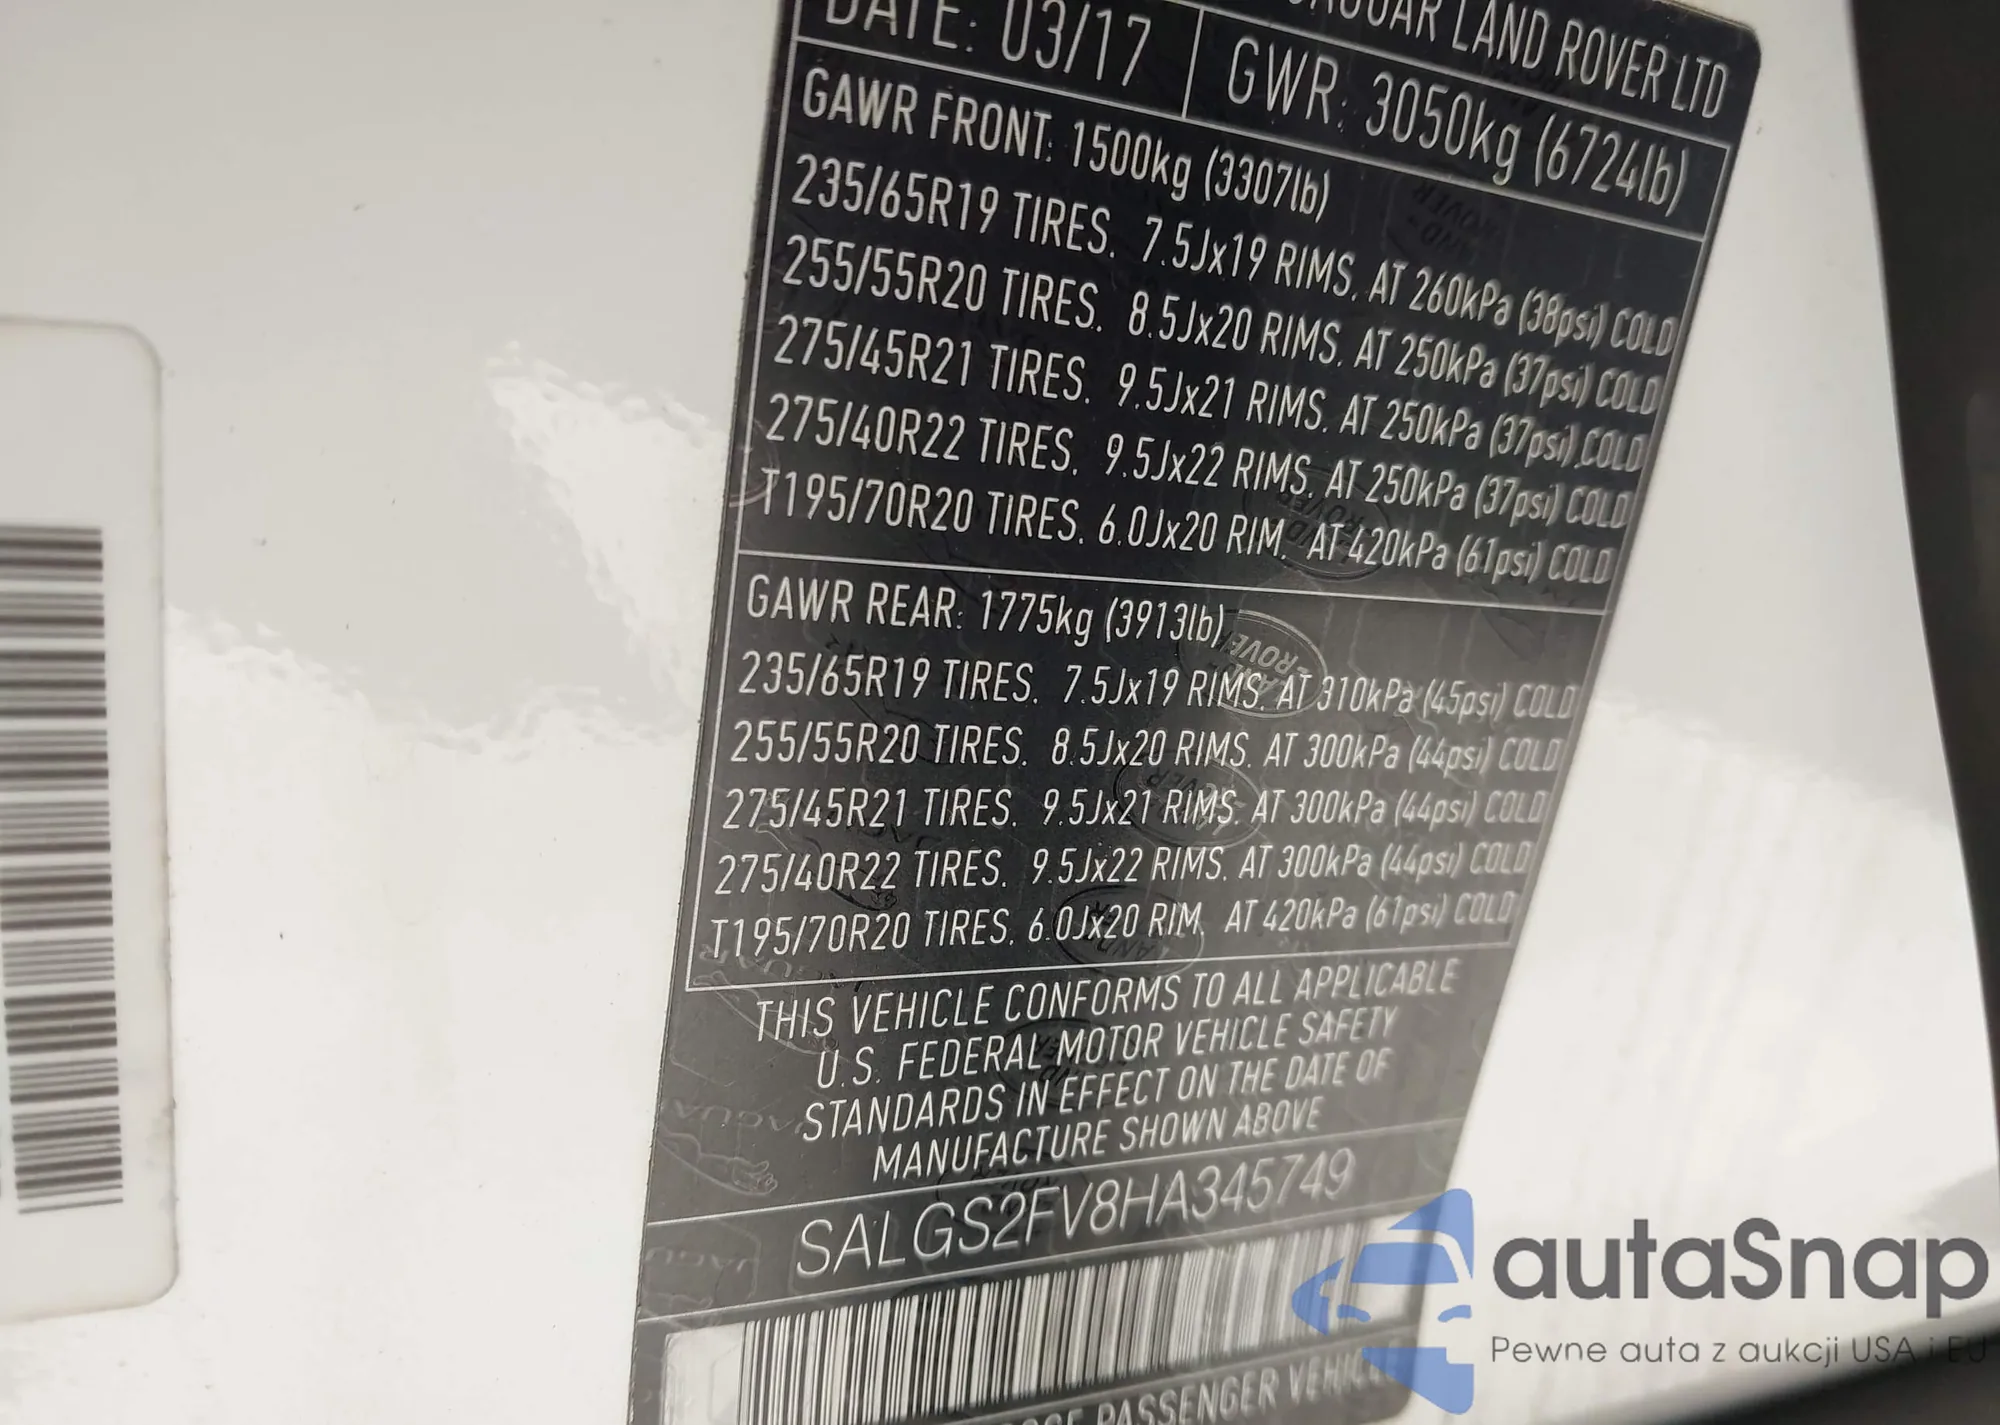 JAGUAR LAND ROVER LTD
DATE: 03/17 GWR: 3050kg (6724lb)
GAWR FRONT: 1500kg (3307lb)
235/65R19 TIRES. 7.5Jx19 RIMS. AT 260kPa (38psi) COLD
255/55R20 TIRES. 8.5Jx20 RIMS. AT 250kPa (37psi) COLD
275/45R21 TIRES. 9.5Jx21 RIMS. AT 250kPa (37psi) COLD
275/40R22 TIRES. 9.5Jx22 RIMS. AT 250kPa (37psi) COLD
T195/70R20 TIRES. 6.0Jx20 RIM. AT 420kPa (61psi) COLD
GAWR REAR: 1775kg (3913lb)
235/65R19 TIRES. 7.5Jx19 RIMS. AT 310kPa (45psi) COLD
255/55R20 TIRES. 8.5Jx20 RIMS. AT 300kPa (44psi) COLD
275/45R21 TIRES. 9.5Jx21 RIMS. AT 300kPa (44psi) COLD
275/40R22 TIRES. 9.5Jx22 RIMS. AT 300kPa (44psi) COLD
T195/70R20 TIRES. 6.0Jx20 RIM. AT 420kPa (61psi) COLD
THIS VEHICLE CONFORMS TO ALL APPLICABLE
U.S. FEDERAL MOTOR VEHICLE SAFETY
STANDARDS IN EFFECT ON THE DATE OF
MANUFACTURE SHOWN ABOVE
SALGS2FV8HA345749
PASSENGER VEHICLE
autaSnap
Pewne auta z aukcji USA i EU